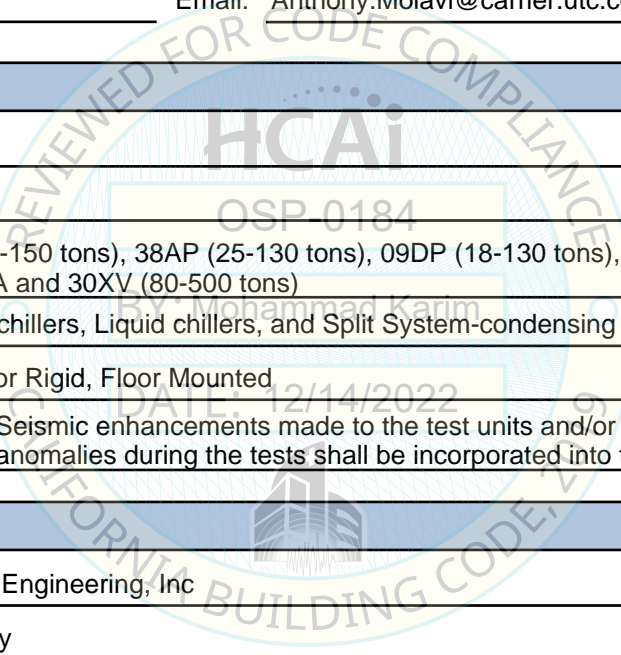 Email: Anthony.Molavi@carrier.utc.c
REVIEWED FOR CODE COMPLIANCE
HCAi
OSP-0184
-150 tons), 38AP (25-130 tons), 09DP (18-130 tons),
and 30XV (80-500 tons)
BY: Mohammad Karim
chillers, Liquid chillers, and Split System-condensing
or Rigid, Floor Mounted
DATE: 12/14/2022
Seismic enhancements made to the test units and/or
anomalies during the tests shall be incorporated into
CALIFORNIA BUILDING CODE, 2019
Engineering, Inc